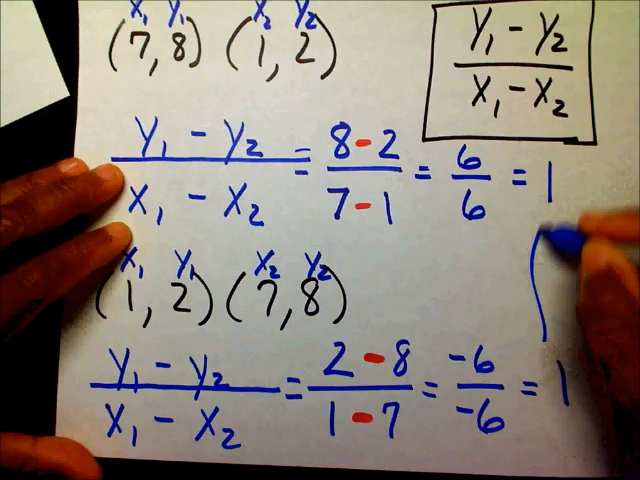 x₁ y₁ x₂ y₂
(7, 8) (1, 2)
y₁ - y₂
x₁ - x₂
y₁ - y₂ / x₁ - x₂ = 8 - 2 / 7 - 1 = 6 / 6 = 1
x₁ y₁ x₂ y₂
(1, 2) (7, 8)
y₁ - y₂ / x₁ - x₂ = 2 - 8 / 1 - 7 = -6 / -6 = 1
(